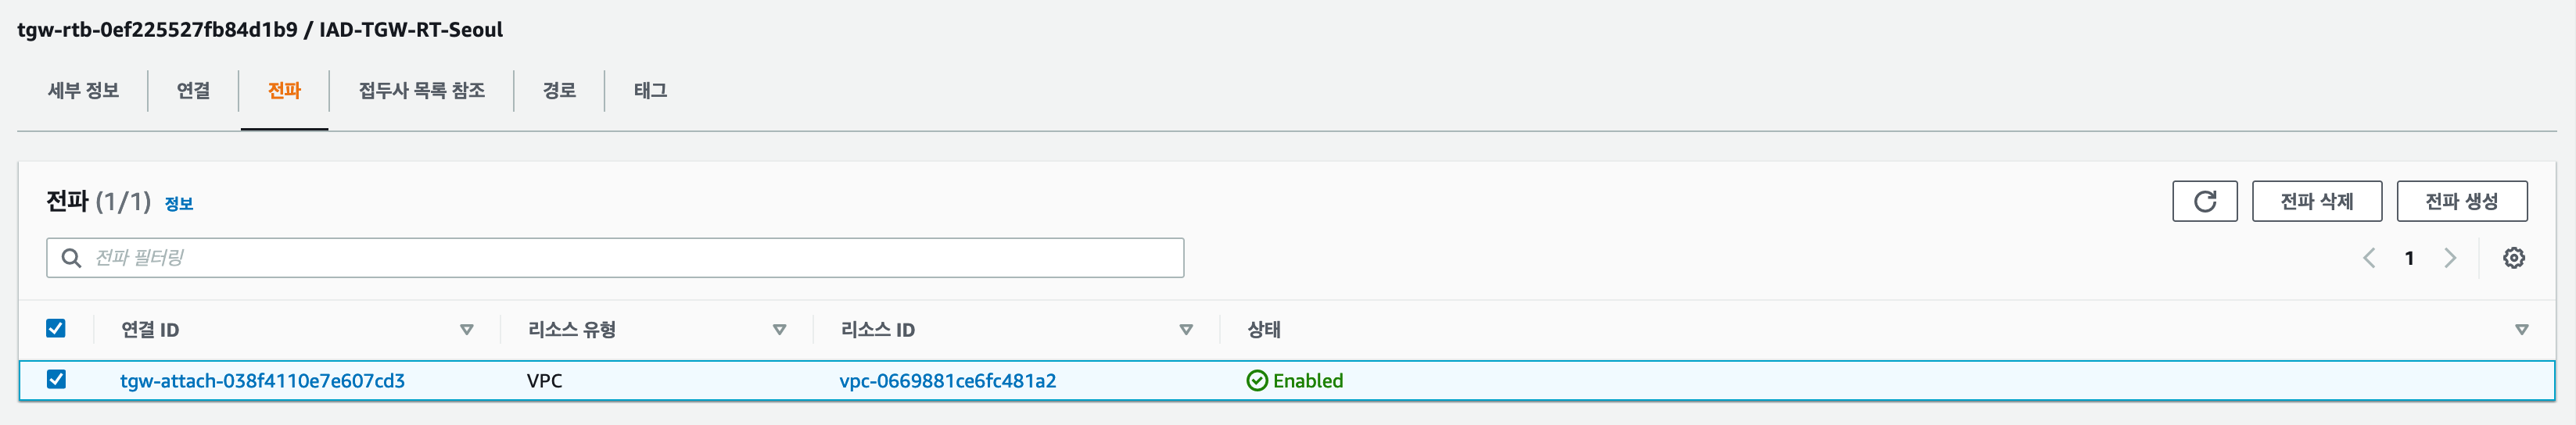 tgw-rtb-0ef225527fb84d1b9 / IAD-TGW-RT-Seoul
세부 정보 연결 전파 접두사 목록 참조 경로 태그
전파 (1/1) 정보 전파 삭제 전파 생성
전파 필터링 1
연결 ID 리소스 유형 리소스 ID 상태
tgw-attach-038f4110e7e607cd3 VPC vpc-0669881ce6fc481a2 Enabled